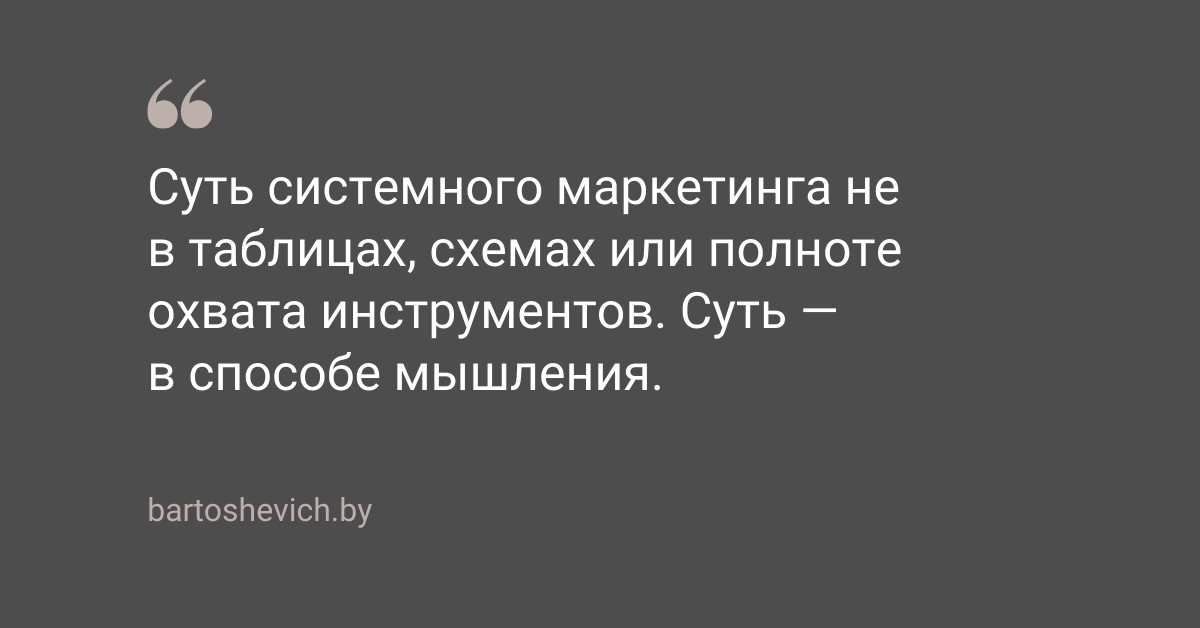 “
Суть системного маркетинга не
в таблицах, схемах или полноте
охвата инструментов. Суть —
в способе мышления.
bartoshevich.by